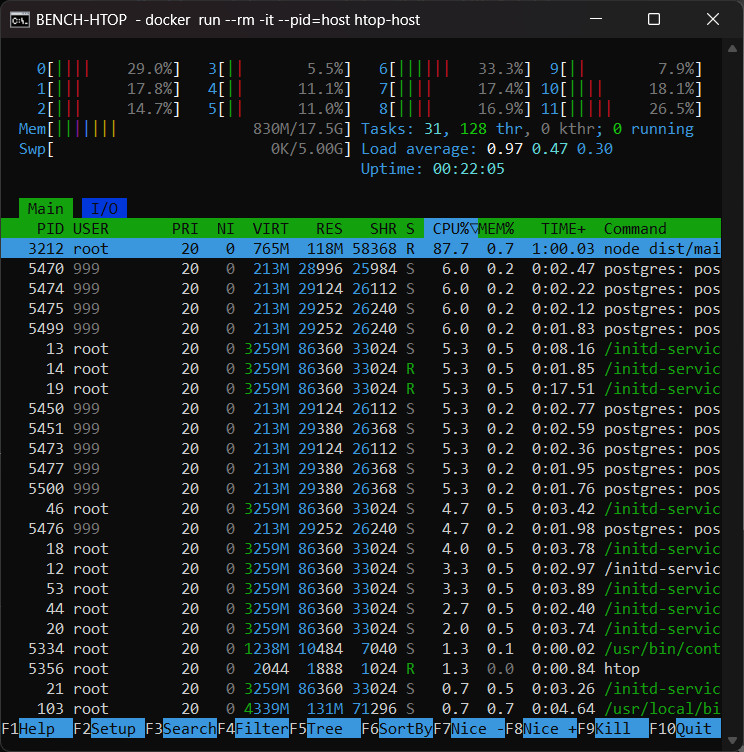 BENCH-HTOP - docker run --rm -it --pid=host htop-host
0[|||| 29.0%] 3[|| 5.5%] 6[|||||| 33.3%] 9[|| 7.9%]
1[||| 17.8%] 4[|| 11.1%] 7[|||| 17.4%] 10[|||| 18.1%]
2[||| 14.7%] 5[|| 11.0%] 8[|||| 16.9%] 11[||||| 26.5%]
Mem[||||||| 830M/17.5G] Tasks: 31, 128 thr, 0 kthr; 0 running
Swp[ 0K/5.00G] Load average: 0.97 0.47 0.30
Uptime: 00:22:05
Main I/O
PID USER PRI NI VIRT RES SHR S CPU%▽MEM% TIME+ Command
3212 root 20 0 765M 118M 58368 R 87.7 0.7 1:00.03 node dist/mai
5470 999 20 0 213M 28996 25984 S 6.0 0.2 0:02.47 postgres: pos
5474 999 20 0 213M 29124 26112 S 6.0 0.2 0:02.22 postgres: pos
5475 999 20 0 213M 29252 26240 S 6.0 0.2 0:02.12 postgres: pos
5499 999 20 0 213M 29252 26240 S 6.0 0.2 0:01.83 postgres: pos
13 root 20 0 3259M 86360 33024 S 5.3 0.5 0:08.16 /initd-servic
14 root 20 0 3259M 86360 33024 R 5.3 0.5 0:01.85 /initd-servic
19 root 20 0 3259M 86360 33024 R 5.3 0.5 0:17.51 /initd-servic
5450 999 20 0 213M 29124 26112 S 5.3 0.2 0:02.77 postgres: pos
5451 999 20 0 213M 29380 26368 S 5.3 0.2 0:02.59 postgres: pos
5473 999 20 0 213M 29124 26112 S 5.3 0.2 0:02.36 postgres: pos
5477 999 20 0 213M 29380 26368 S 5.3 0.2 0:01.95 postgres: pos
5500 999 20 0 213M 29380 26368 S 5.3 0.2 0:01.76 postgres: pos
46 root 20 0 3259M 86360 33024 S 4.7 0.5 0:03.42 /initd-servic
5476 999 20 0 213M 29252 26240 S 4.7 0.2 0:01.98 postgres: pos
18 root 20 0 3259M 86360 33024 S 4.0 0.5 0:03.78 /initd-servic
12 root 20 0 3259M 86360 33024 S 3.3 0.5 0:02.97 /initd-servic
53 root 20 0 3259M 86360 33024 S 3.3 0.5 0:03.89 /initd-servic
44 root 20 0 3259M 86360 33024 S 2.7 0.5 0:02.40 /initd-servic
20 root 20 0 3259M 86360 33024 S 2.0 0.5 0:03.74 /initd-servic
5334 root 20 0 1238M 10484 7040 S 1.3 0.1 0:00.02 /usr/bin/cont
5356 root 20 0 2044 1888 1024 R 1.3 0.0 0:00.84 htop
21 root 20 0 3259M 86360 33024 S 0.7 0.5 0:03.26 /initd-servic
103 root 20 0 4339M 131M 71296 S 0.7 0.7 0:04.64 /usr/local/bi
F1Help F2Setup F3SearchF4FilterF5Tree F6SortByF7Nice -F8Nice +F9Kill F10Quit